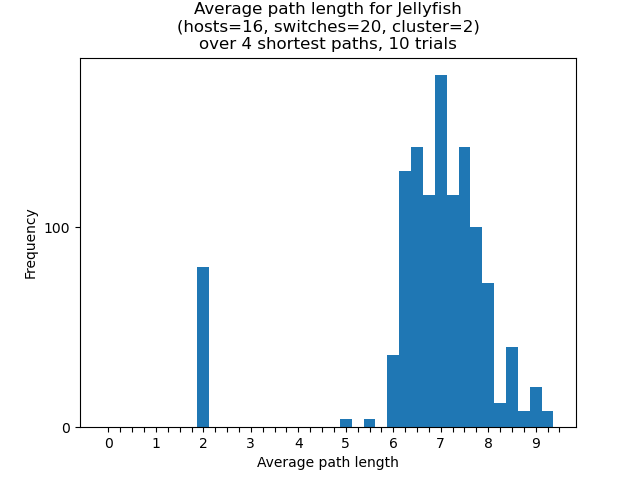 Average path length for Jellyfish
(hosts=16, switches=20, cluster=2)
over 4 shortest paths, 10 trials
Frequency
100
0
0 1 2 3 4 5 6 7 8 9
Average path length